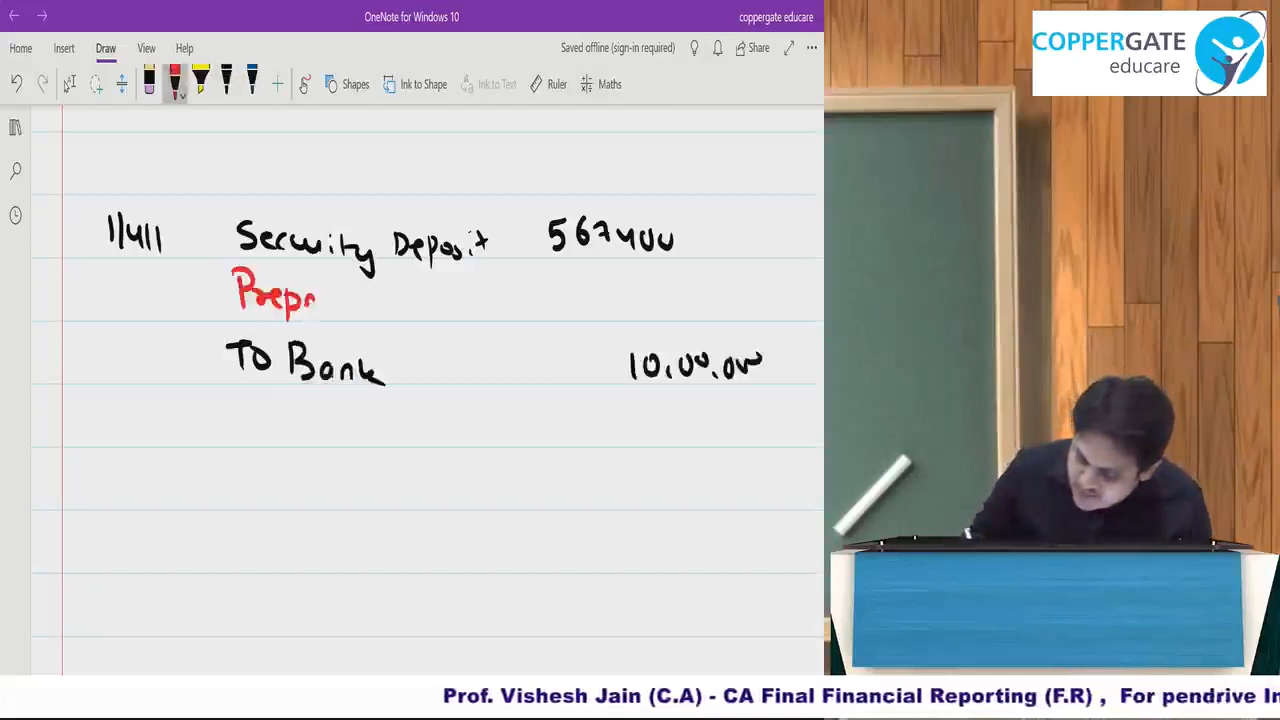 OneNote for Windows 10
coppergate educare
Home Insert Draw View Help
Saved offline (sign-in required)
Share
Shapes
Ink to Shape
Ink to Text
Ruler
Maths
COPPERGATE
educare
1/4/1 Security Deposit 567400
Prep
To Bank 10,00,000
Prof. Vishesh Jain (C.A) - CA Final Financial Reporting (F.R) , For pendrive In